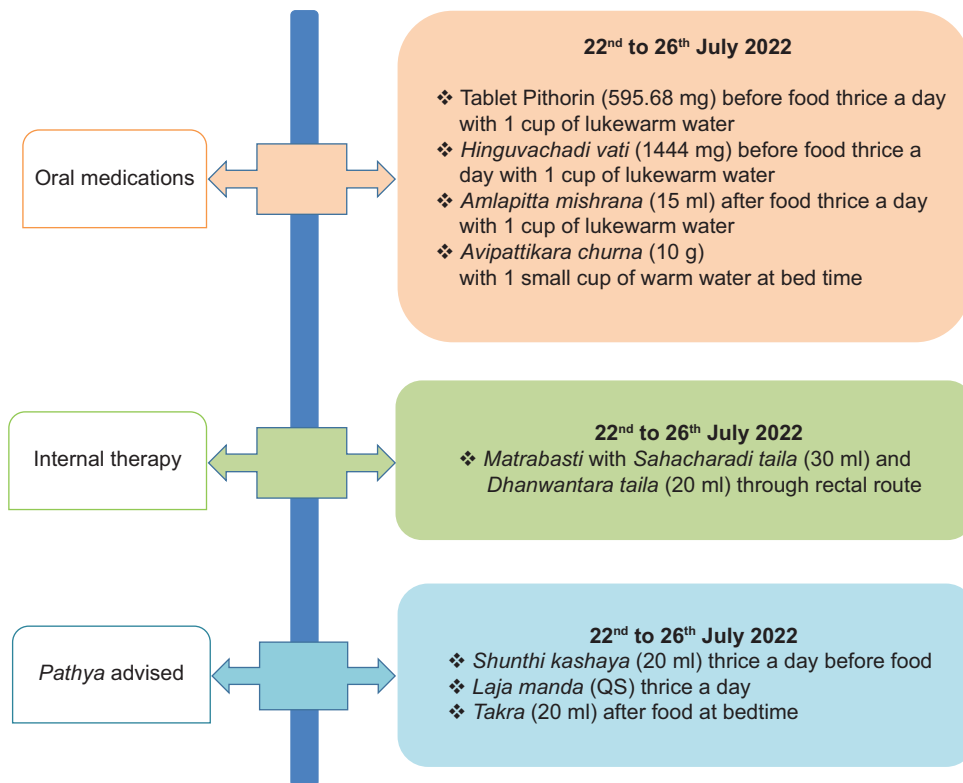 Oral medications
22nd to 26th July 2022
❖ Tablet Pithorin (595.68 mg) before food thrice a day
with 1 cup of lukewarm water
❖ Hinguvachadi vati (1444 mg) before food thrice a
day with 1 cup of lukewarm water
❖ Amlapitta mishrana (15 ml) after food thrice a day
with 1 cup of lukewarm water
❖ Avipattikara churna (10 g)
with 1 small cup of warm water at bed time
Internal therapy
22nd to 26th July 2022
❖ Matrabasti with Sahacharadi taila (30 ml) and
Dhanwantara taila (20 ml) through rectal route
Pathya advised
22nd to 26th July 2022
❖ Shunthi kashaya (20 ml) thrice a day before food
❖ Laja manda (QS) thrice a day
❖ Takra (20 ml) after food at bedtime